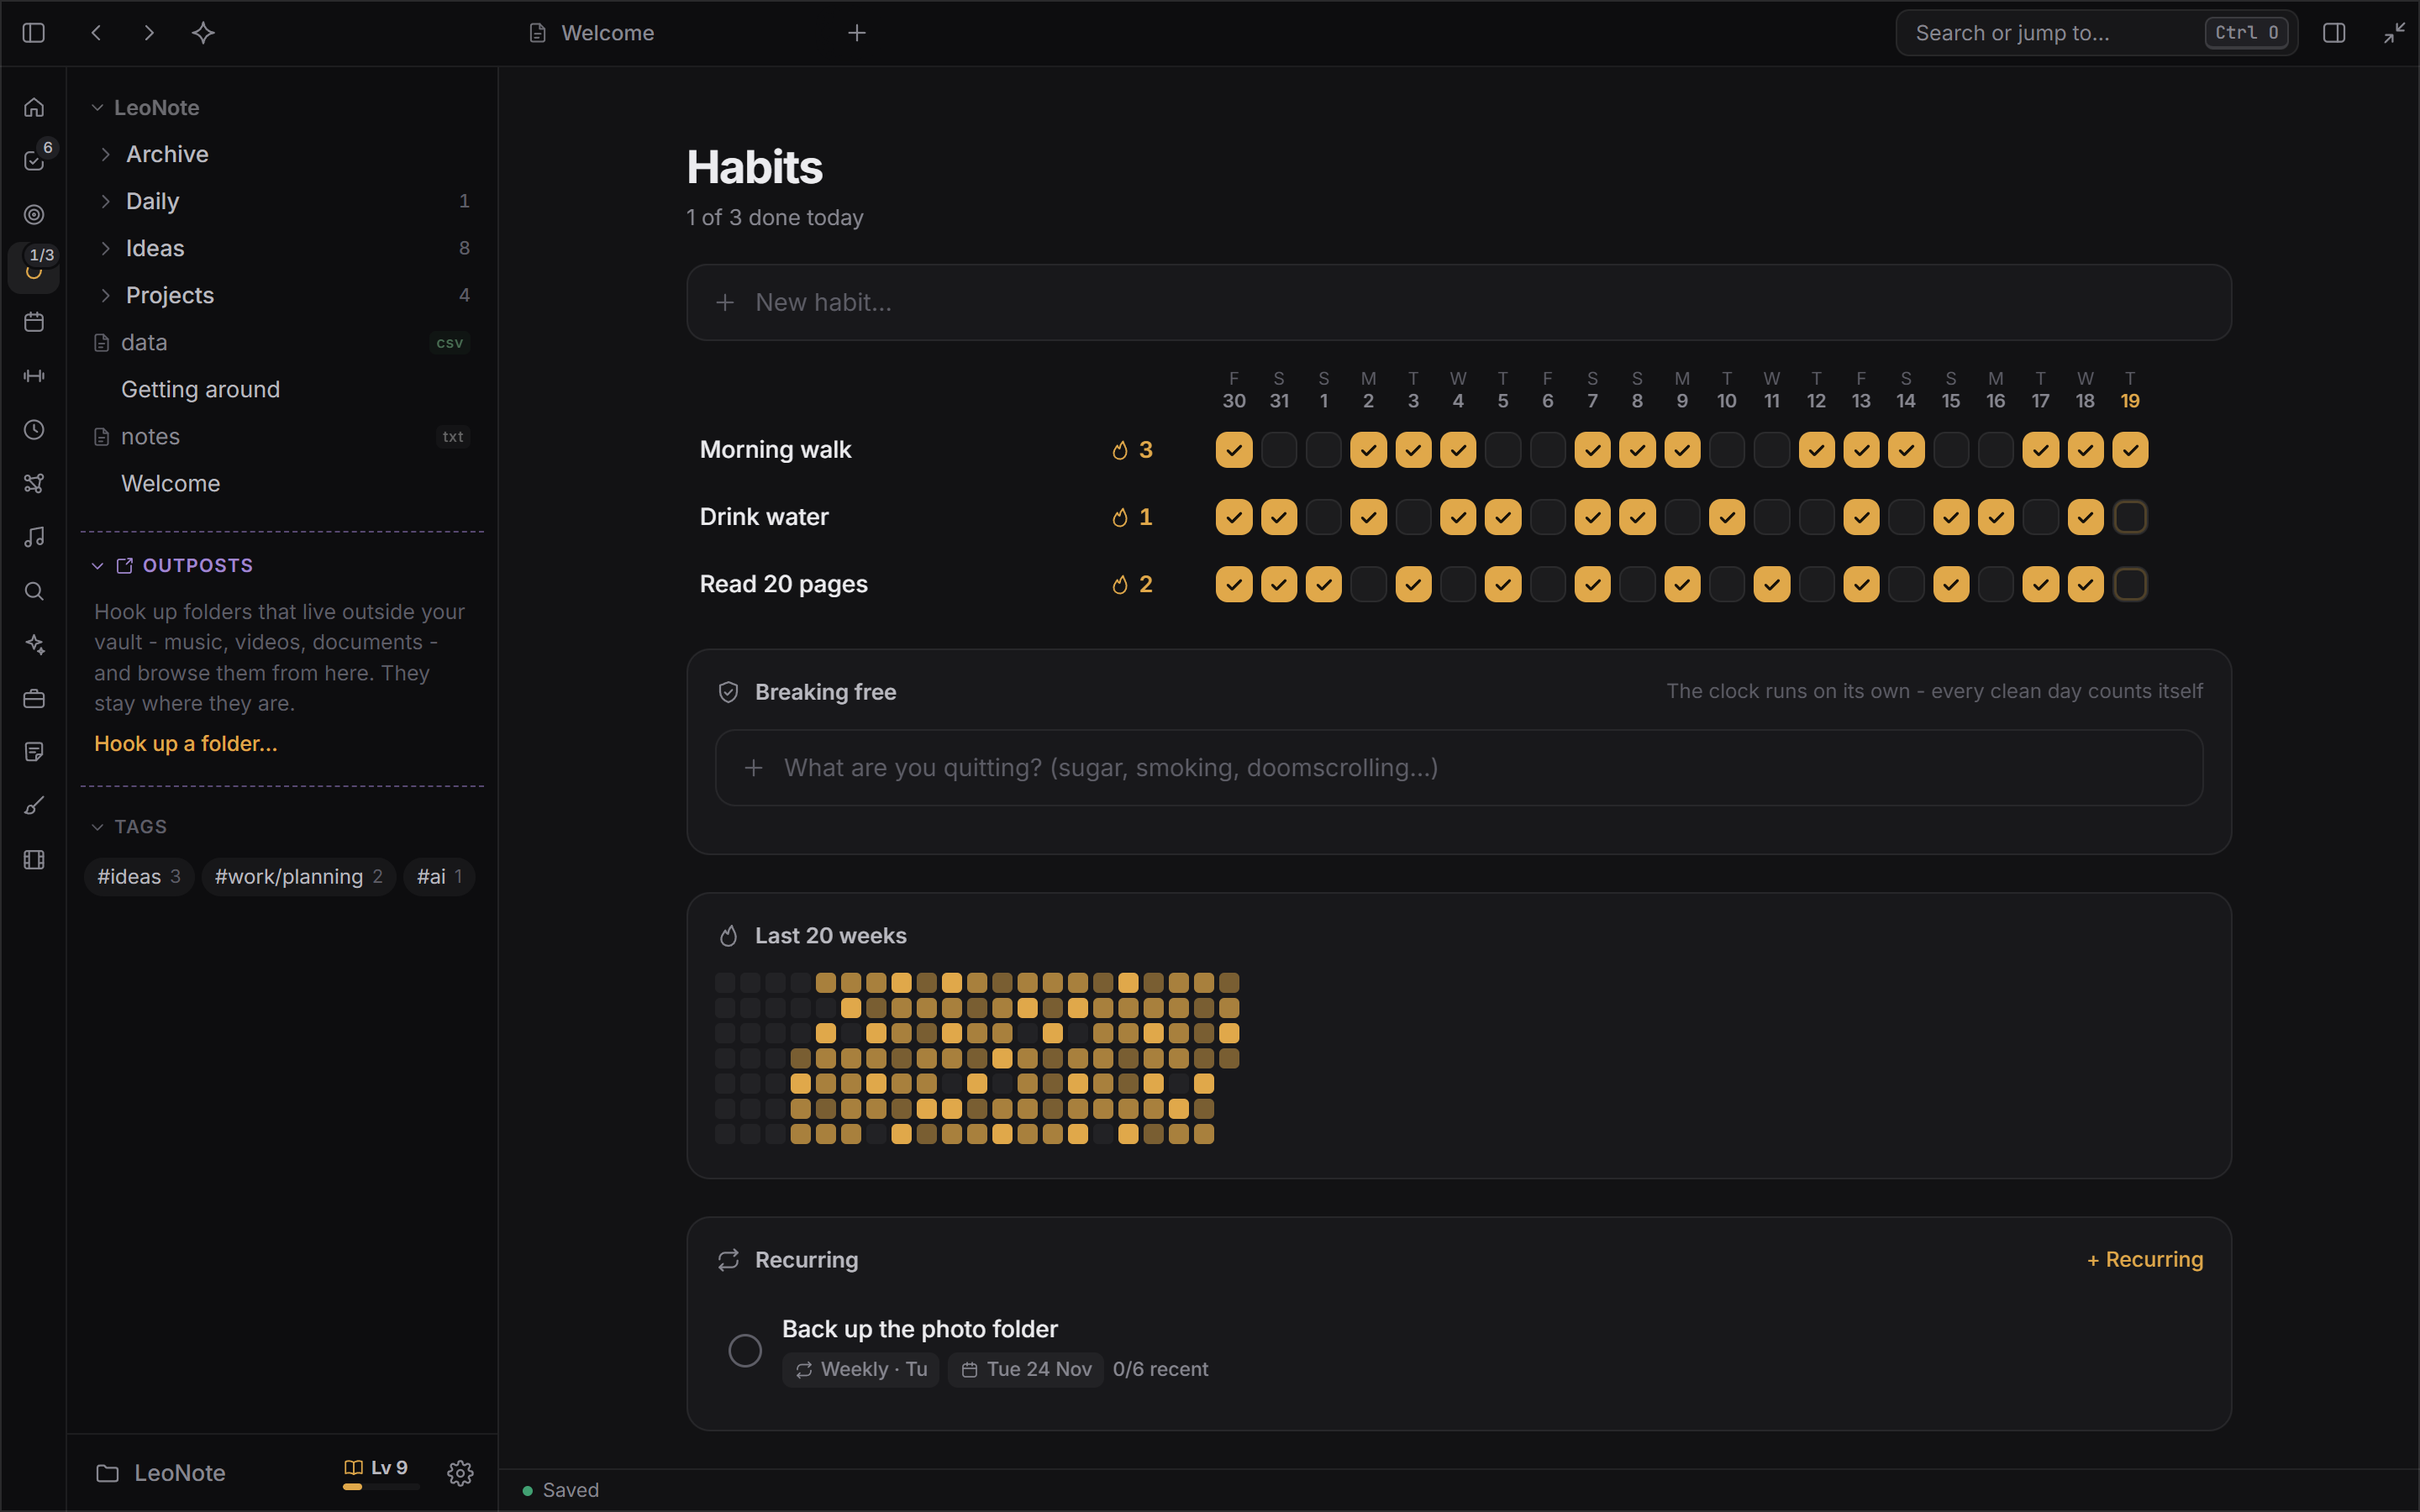 Welcome
Search or jump to...
Ctrl O
6
1/3
LeoNote
Archive
Daily 1
Ideas 8
Projects 4
data csv
Getting around
notes txt
Welcome
OUTPOSTS
Hook up folders that live outside your
vault - music, videos, documents -
and browse them from here. They
stay where they are.
Hook up a folder...
TAGS
#ideas 3 #work/planning 2 #ai 1
LeoNote
Lv 9
Habits
1 of 3 done today
New habit...
F S S M T W T F S S M T W T F S S M T W T
30 31 1 2 3 4 5 6 7 8 9 10 11 12 13 14 15 16 17 18 19
Morning walk 3
Drink water 1
Read 20 pages 2
Breaking free
The clock runs on its own - every clean day counts itself
What are you quitting? (sugar, smoking, doomscrolling...)
Last 20 weeks
Recurring
+ Recurring
Back up the photo folder
Weekly · Tu Tue 24 Nov 0/6 recent
Saved